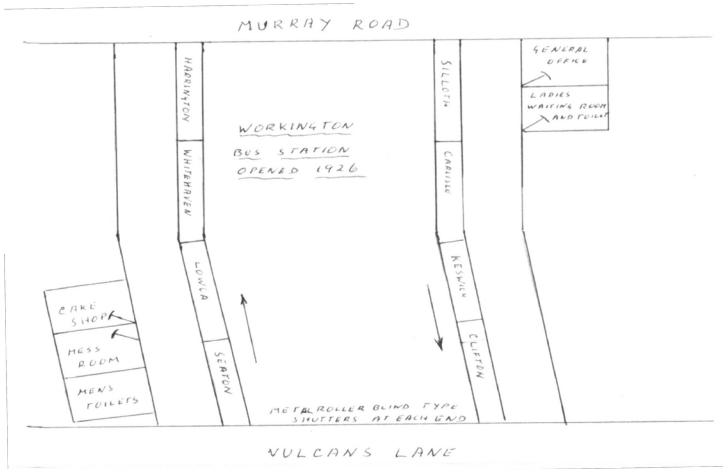 MURRAY ROAD
GENERAL
OFFICE
LADIES
WAITING ROOM
AND TOILET
HARRINGTON
SILLOTH
WORKINGTON
BUS STATION
OPENED 1926
WHITEHAVEN
CARLISLE
LOWCA
KESWICK
CAKE
SHOP
MESS
ROOM
MENS
TOILETS
SEATON
CLIFTON
METAL ROLLER BLIND TYPE
SHUTTERS AT EACH END
VULCANS LANE